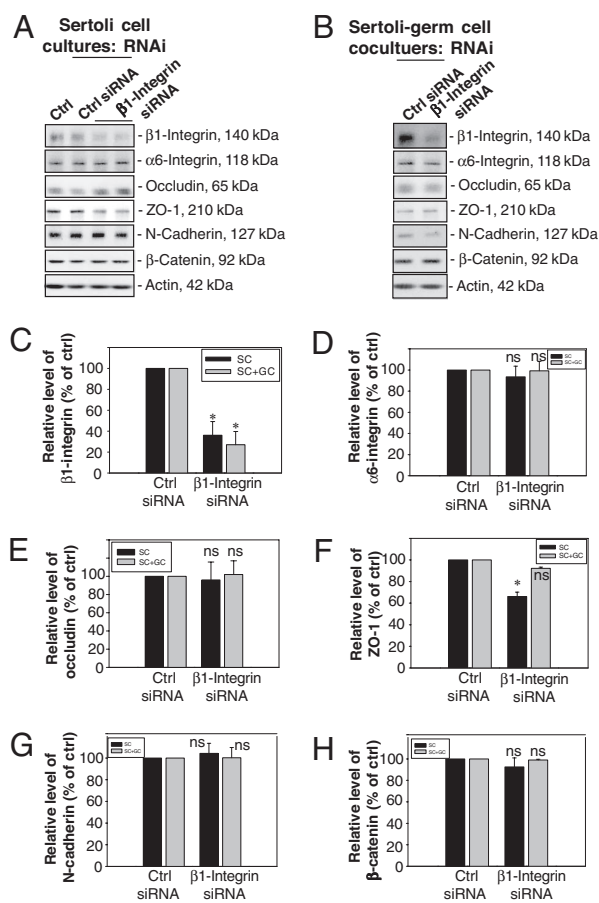 A
Sertoli cell
cultures: RNAi
Ctrl
Ctrl siRNA
β1-Integrin
siRNA
- β1-Integrin, 140 kDa
- α6-Integrin, 118 kDa
- Occludin, 65 kDa
- ZO-1, 210 kDa
- N-Cadherin, 127 kDa
- β-Catenin, 92 kDa
- Actin, 42 kDa
B
Sertoli-germ cell
cocultuers: RNAi
Ctrl siRNA
β1-Integrin
siRNA
- β1-Integrin, 140 kDa
- α6-Integrin, 118 kDa
- Occludin, 65 kDa
- ZO-1, 210 kDa
- N-Cadherin, 127 kDa
- β-Catenin, 92 kDa
- Actin, 42 kDa
C
Relative level of
β1-integrin (% of ctrl)
100
80
60
40
20
0
SC
SC+GC
* *
Ctrl
siRNA
β1-Integrin
siRNA
D
Relative level of
α6-integrin (% of ctrl)
100
80
60
40
20
0
SC
SC+GC
ns ns
Ctrl
siRNA
β1-Integrin
siRNA
E
Relative level of
occludin (% of ctrl)
100
80
60
40
20
0
SC
SC+GC
ns ns
Ctrl
siRNA
β1-Integrin
siRNA
F
Relative level of
ZO-1 (% of ctrl)
100
80
60
40
20
0
SC
SC+GC
*
ns
Ctrl
siRNA
β1-Integrin
siRNA
G
Relative level of
N-cadherin (% of ctrl)
100
80
60
40
20
0
SC
SC+GC
ns ns
Ctrl
siRNA
β1-Integrin
siRNA
H
Relative level of
β-catenin (% of ctrl)
100
80
60
40
20
0
SC
SC+GC
ns ns
Ctrl
siRNA
β1-Integrin
siRNA